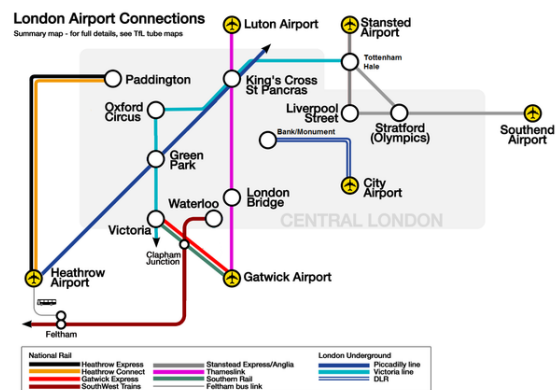 London Airport Connections
Summary map - for full details, see TfL tube maps
Luton Airport
Stansted
Airport
Tottenham
Hale
Paddington
King's Cross
St Pancras
Oxford
Circus
Liverpool
Street
Stratford
(Olympics)
Southend
Airport
Bank/Monument
Green
Park
City
Airport
London
Bridge
Waterloo
Victoria
CENTRAL LONDON
Clapham
Junction
Heathrow
Airport
Gatwick Airport
Feltham
National Rail
Heathrow Express
Heathrow Connect
Gatwick Express
SouthWest Trains
Stanstead Express/Anglia
Thameslink
Southern Rail
Feltham bus link
London Underground
Piccadilly line
Victoria line
DLR